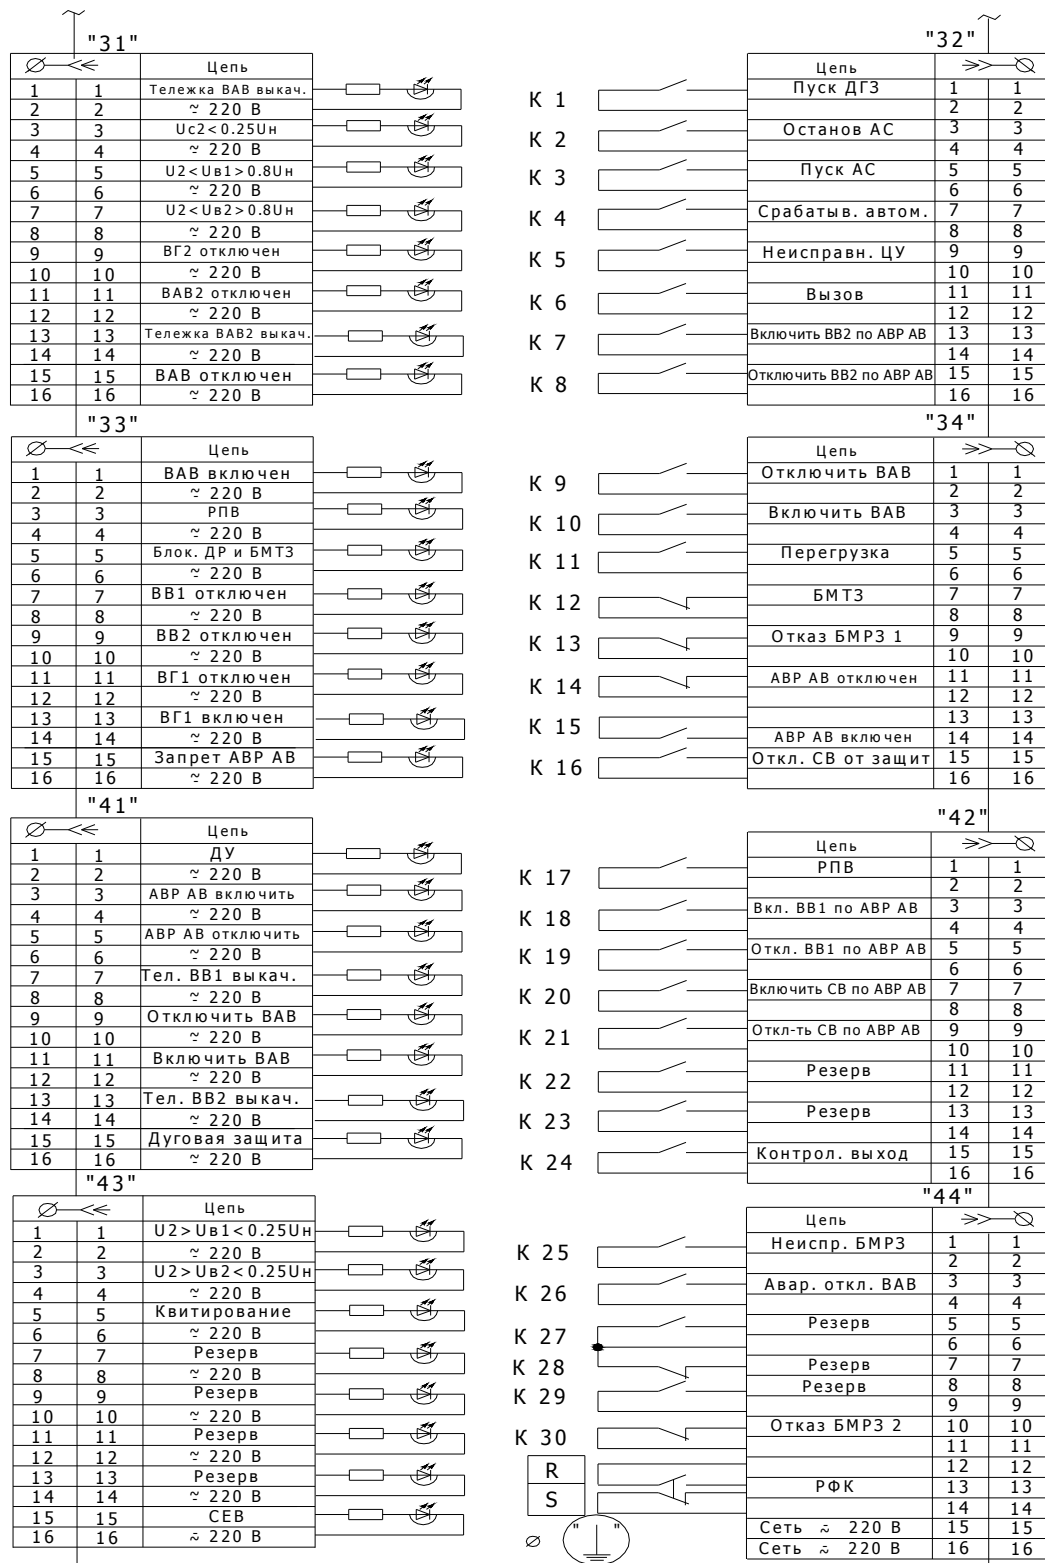 "31"
Цепь
1 1 Тележка ВАВ выкач.
2 2 ~ 220 В
3 3 Uс2<0.25Uн
4 4 ~ 220 В
5 5 U2<Uв1>0.8Uн
6 6 ~ 220 В
7 7 U2<Uв2>0.8Uн
8 8 ~ 220 В
9 9 ВГ2 отключен
10 10 ~ 220 В
11 11 ВАВ2 отключен
12 12 ~ 220 В
13 13 Тележка ВАВ2 выкач.
14 14 ~ 220 В
15 15 ВАВ отключен
16 16 ~ 220 В
"32"
Цепь
К 1 Пуск ДГЗ 1 1
2 2
К 2 Останов АС 3 3
4 4
К 3 Пуск АС 5 5
6 6
К 4 Срабатыв. автом. 7 7
8 8
К 5 Неисправн. ЦУ 9 9
10 10
К 6 Вызов 11 11
12 12
К 7 Включить ВВ2 по АВР АВ 13 13
14 14
К 8 Отключить ВВ2 по АВР АВ 15 15
16 16
"33"
Цепь
1 1 ВАВ включен
2 2 ~ 220 В
3 3 РПВ
4 4 ~ 220 В
5 5 Блок. ДР и БМТЗ
6 6 ~ 220 В
7 7 ВВ1 отключен
8 8 ~ 220 В
9 9 ВВ2 отключен
10 10 ~ 220 В
11 11 ВГ1 отключен
12 12 ~ 220 В
13 13 ВГ1 включен
14 14 ~ 220 В
15 15 Запрет АВР АВ
16 16 ~ 220 В
"34"
Цепь
К 9 Отключить ВАВ 1 1
2 2
К 10 Включить ВАВ 3 3
4 4
К 11 Перегрузка 5 5
6 6
К 12 БМТЗ 7 7
8 8
К 13 Отказ БМРЗ 1 9 9
10 10
К 14 АВР АВ отключен 11 11
12 12
К 15 13 13
АВР АВ включен 14 14
К 16 Откл. СВ от защит 15 15
16 16
"41"
Цепь
1 1 ДУ
2 2 ~ 220 В
3 3 АВР АВ включить
4 4 ~ 220 В
5 5 АВР АВ отключить
6 6 ~ 220 В
7 7 Тел. ВВ1 выкач.
8 8 ~ 220 В
9 9 Отключить ВАВ
10 10 ~ 220 В
11 11 Включить ВАВ
12 12 ~ 220 В
13 13 Тел. ВВ2 выкач.
14 14 ~ 220 В
15 15 Дуговая защита
16 16 ~ 220 В
"42"
Цепь
К 17 РПВ 1 1
2 2
К 18 Вкл. ВВ1 по АВР АВ 3 3
4 4
К 19 Откл. ВВ1 по АВР АВ 5 5
6 6
К 20 Включить СВ по АВР АВ 7 7
8 8
К 21 Откл-ть СВ по АВР АВ 9 9
10 10
К 22 Резерв 11 11
12 12
К 23 Резерв 13 13
14 14
К 24 Контрол. выход 15 15
16 16
"43"
Цепь
1 1 U2>Uв1<0.25Uн
2 2 ~ 220 В
3 3 U2>Uв2<0.25Uн
4 4 ~ 220 В
5 5 Квитирование
6 6 ~ 220 В
7 7 Резерв
8 8 ~ 220 В
9 9 Резерв
10 10 ~ 220 В
11 11 Резерв
12 12 ~ 220 В
13 13 Резерв
14 14 ~ 220 В
15 15 СЕВ
16 16 ~ 220 В
"44"
Цепь
К 25 Неиспр. БМРЗ 1 1
2 2
К 26 Авар. откл. ВАВ 3 3
4 4
К 27 Резерв 5 5
6 6
К 28 Резерв 7 7
К 29 Резерв 8 8
9 9
К 30 Отказ БМРЗ 2 10 10
11 11
R 12 12
S РФК 13 13
14 14
" " Сеть ~ 220 В 15 15
Сеть ~ 220 В 16 16